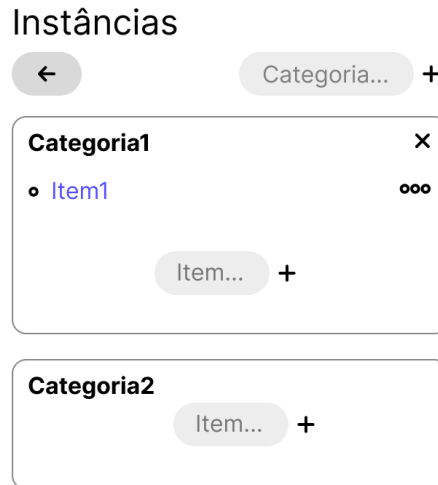 Instâncias
Categoria...
Categoria1
Item1
Item...
Categoria2
Item...